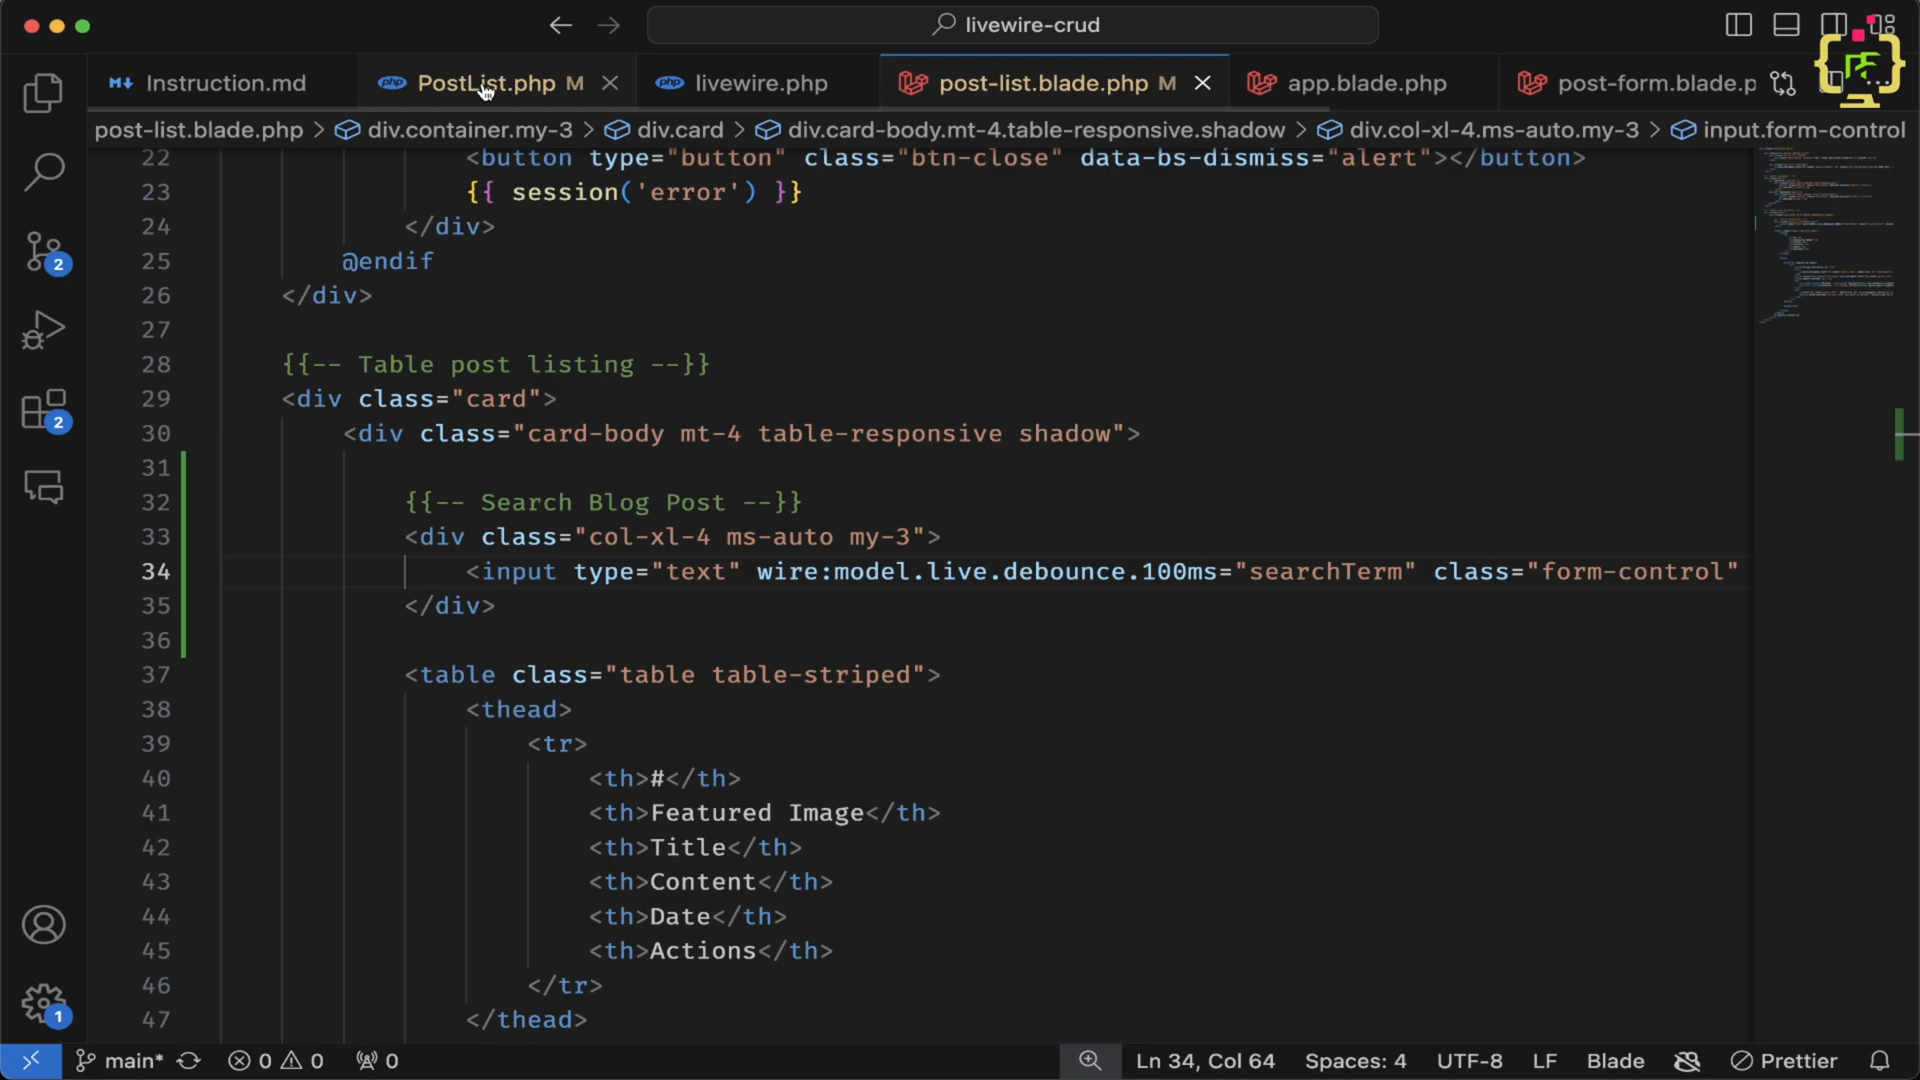 livewire-crud
Instruction.md
PostList.php M
livewire.php
post-list.blade.php M
app.blade.php
post-form.blade.p
post-list.blade.php > div.container.my-3 > div.card > div.card-body.mt-4.table-responsive.shadow > div.col-xl-4.ms-auto.my-3 > input.form-control
22 <button type="button" class="btn-close" data-bs-dismiss="alert"></button>
23 {{ session('error') }}
24 </div>
25 @endif
26 </div>
27
28 {{-- Table post listing --}}
29 <div class="card">
30 <div class="card-body mt-4 table-responsive shadow">
31
32 {{-- Search Blog Post --}}
33 <div class="col-xl-4 ms-auto my-3">
34 <input type="text" wire:model.live.debounce.100ms="searchTerm" class="form-control"
35 </div>
36
37 <table class="table table-striped">
38 <thead>
39 <tr>
40 <th>#</th>
41 <th>Featured Image</th>
42 <th>Title</th>
43 <th>Content</th>
44 <th>Date</th>
45 <th>Actions</th>
46 </tr>
47 </thead>
2
2
1
main* 0 0 0 Ln 34, Col 64 Spaces: 4 UTF-8 LF Blade Prettier